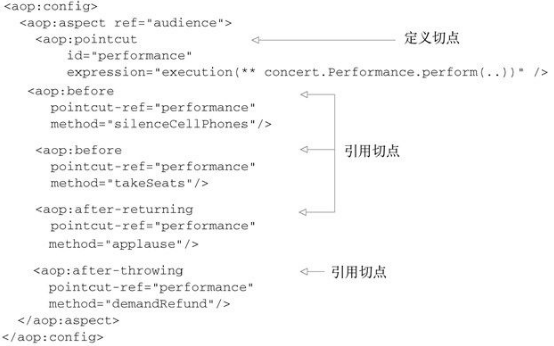 <aop:config>
<aop:aspect ref="audience">
<aop:pointcut 定义切点
id="performance"
expression="execution(** concert.Performance.perform(..))" />
<aop:before
pointcut-ref="performance"
method="silenceCellPhones"/>
<aop:before 引用切点
pointcut-ref="performance"
method="takeSeats"/>
<aop:after-returning
pointcut-ref="performance"
method="applause"/>
<aop:after-throwing 引用切点
pointcut-ref="performance"
method="demandRefund"/>
</aop:aspect>
</aop:config>